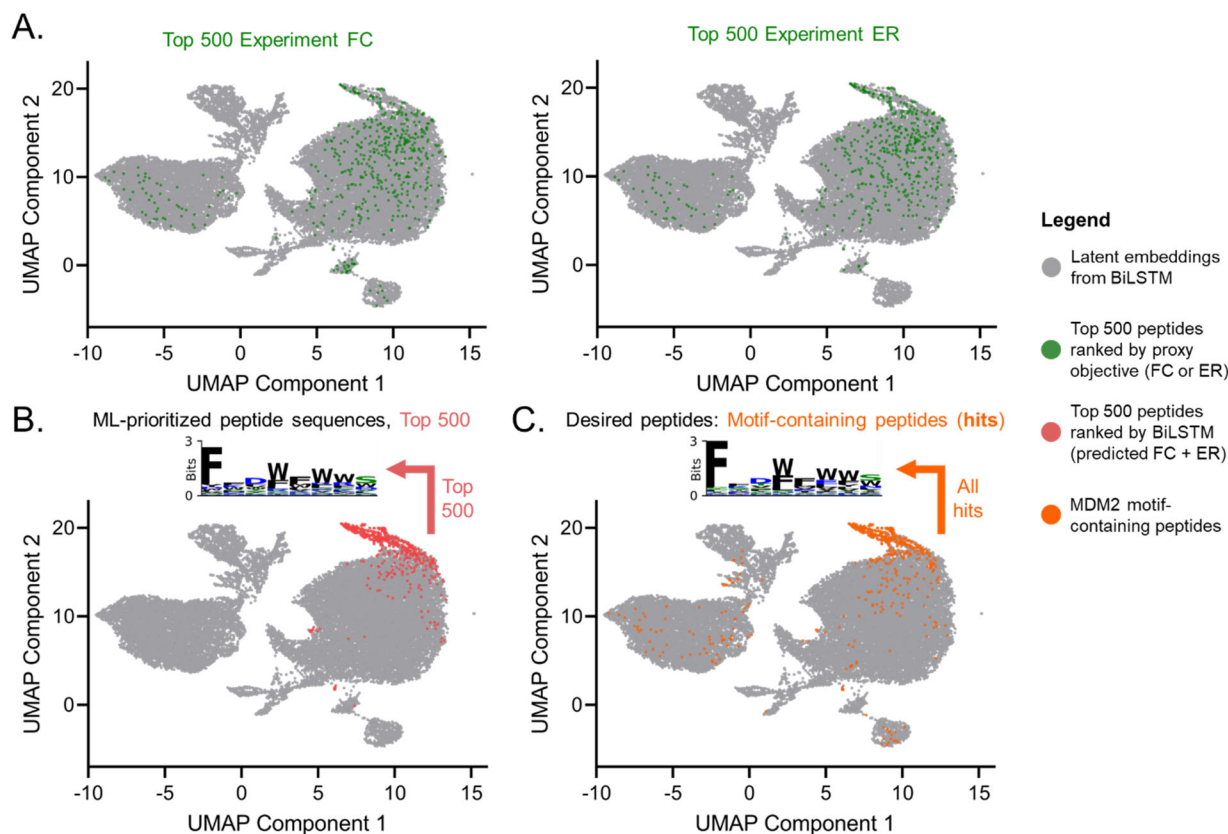 A.
Top 500 Experiment FC
Top 500 Experiment ER
UMAP Component 2
20
10
0
-10 -5 0 5 10 15
UMAP Component 1
UMAP Component 2
20
10
0
-10 -5 0 5 10 15
UMAP Component 1
Legend
Latent embeddings
from BiLSTM
Top 500 peptides
ranked by proxy
objective (FC or ER)
Top 500 peptides
ranked by BiLSTM
(predicted FC + ER)
MDM2 motif-
containing peptides
B.
ML-prioritized peptide sequences, Top 500
3
Bits
0
F W W W
Top
500
UMAP Component 2
20
10
0
-10 -5 0 5 10 15
UMAP Component 1
C.
Desired peptides: Motif-containing peptides (hits)
3
Bits
0
F W F W W
All
hits
UMAP Component 2
20
10
0
-10 -5 0 5 10 15
UMAP Component 1